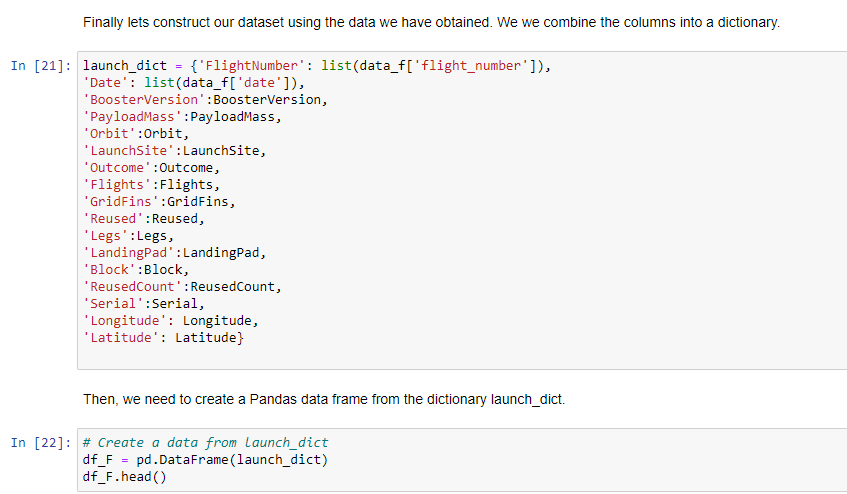 Finally lets construct our dataset using the data we have obtained. We we combine the columns into a dictionary.
In [21]: launch_dict = {'FlightNumber': list(data_f['flight_number']),
'Date': list(data_f['date']),
'BoosterVersion':BoosterVersion,
'PayloadMass':PayloadMass,
'Orbit':Orbit,
'LaunchSite':LaunchSite,
'Outcome':Outcome,
'Flights':Flights,
'GridFins':GridFins,
'Reused':Reused,
'Legs':Legs,
'LandingPad':LandingPad,
'Block':Block,
'ReusedCount':ReusedCount,
'Serial':Serial,
'Longitude': Longitude,
'Latitude': Latitude}
Then, we need to create a Pandas data frame from the dictionary launch_dict.
In [22]: # Create a data from launch_dict
df_F = pd.DataFrame(launch_dict)
df_F.head()